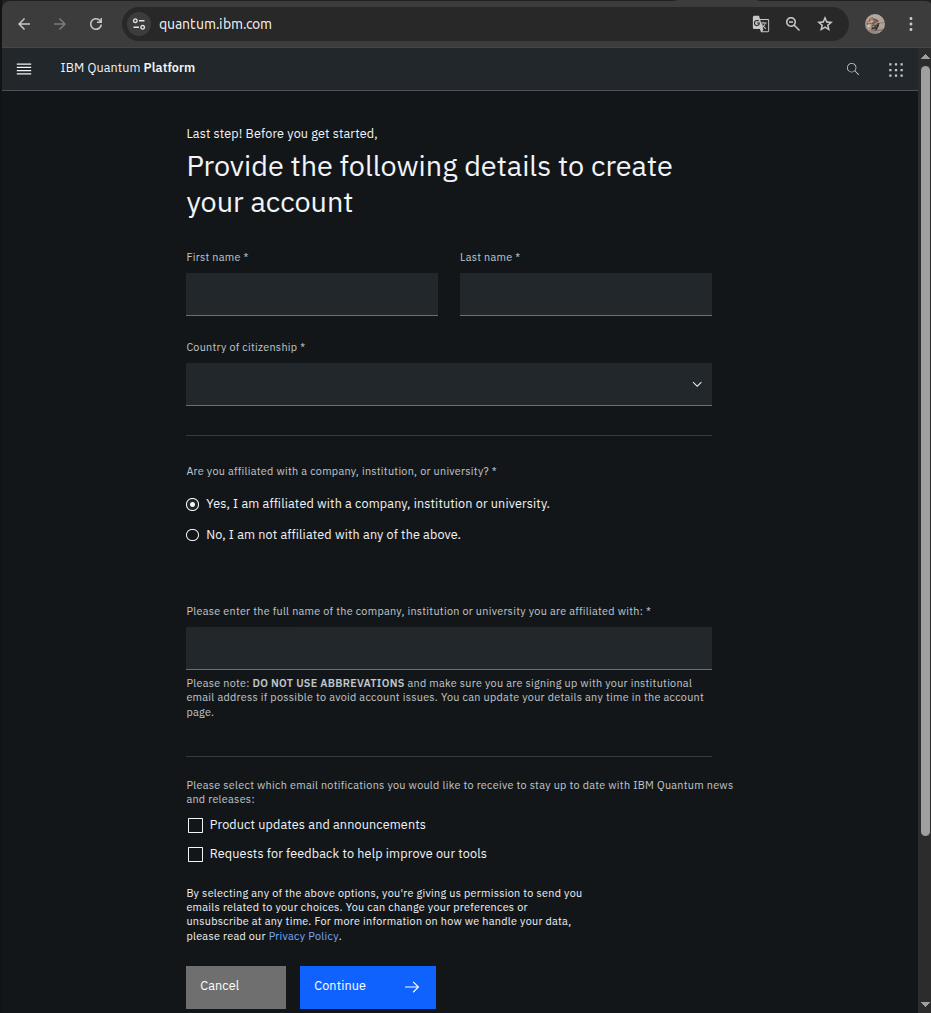 quantum.ibm.com
IBM Quantum Platform
Last step! Before you get started,
Provide the following details to create
your account
First name *
Last name *
Country of citizenship *
Are you affiliated with a company, institution, or university? *
Yes, I am affiliated with a company, institution or university.
No, I am not affiliated with any of the above.
Please enter the full name of the company, institution or university you are affiliated with: *
Please note: DO NOT USE ABBREVATIONS and make sure you are signing up with your institutional
email address if possible to avoid account issues. You can update your details any time in the account
page.
Please select which email notifications you would like to receive to stay up to date with IBM Quantum news
and releases:
Product updates and announcements
Requests for feedback to help improve our tools
By selecting any of the above options, you're giving us permission to send you
emails related to your choices. You can change your preferences or
unsubscribe at any time. For more information on how we handle your data,
please read our Privacy Policy.
Cancel
Continue